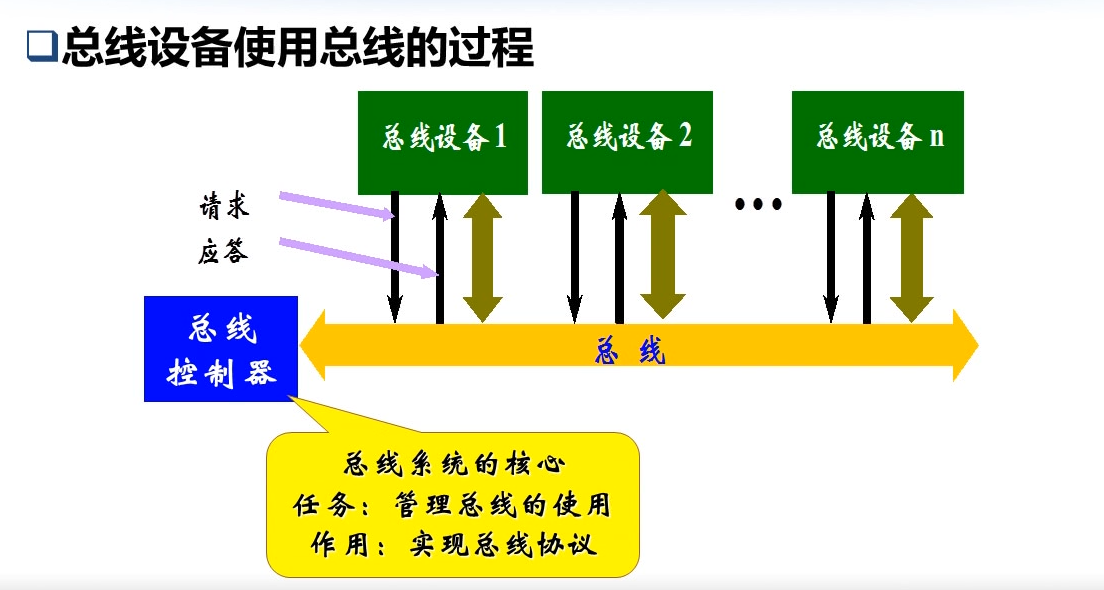 总线设备使用总线的过程
总线设备1
总线设备2
总线设备n
请求
应答
总线
控制器
总线
总线系统的核心
任务：管理总线的使用
作用：实现总线协议